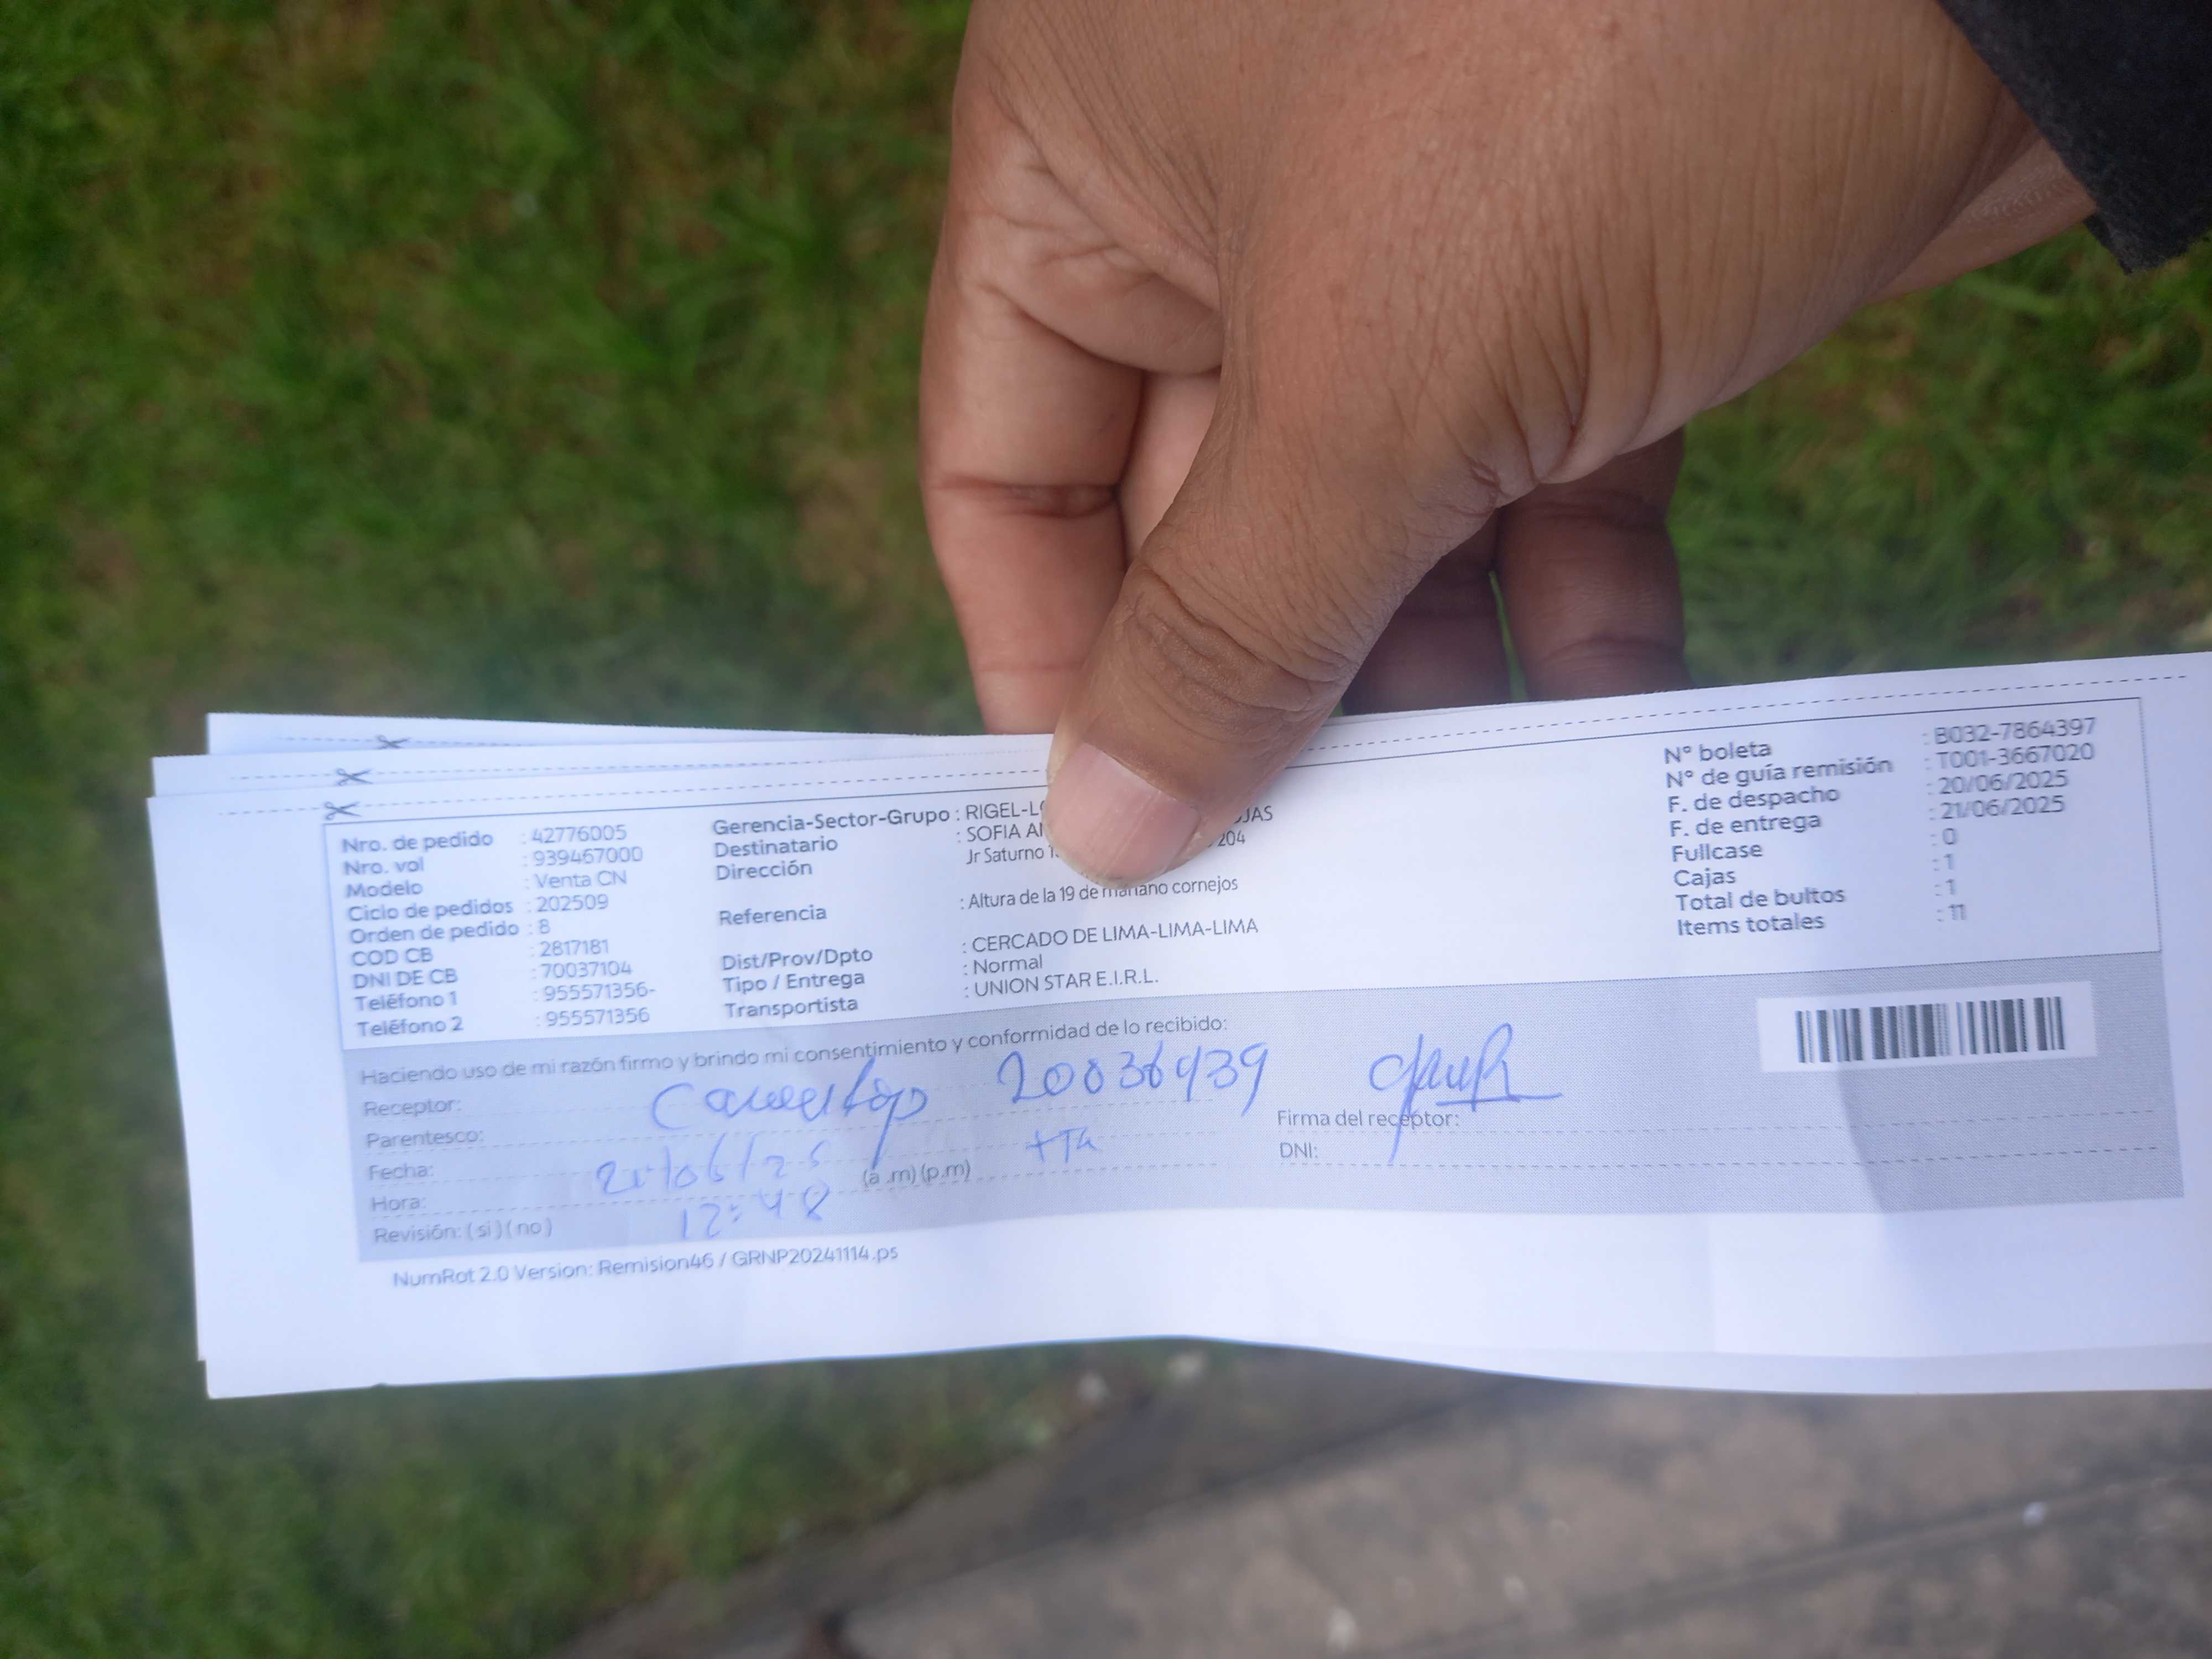 Nro. de pedido : 42776005
Nro. vol : 939467000
Modelo : Venta CN
Ciclo de pedidos : 202509
Orden de pedido : 8
COD CB : 2817181
DNI DE CB : 70037104
Teléfono 1 : 955571356-
Teléfono 2 : 955571356
Gerencia-Sector-Grupo : RIGEL-
Destinatario : SOFIA
Dirección Jr Saturno 204
Referencia : Altura de la 19 de mariano cornejos
Dist/Prov/Dpto : CERCADO DE LIMA-LIMA-LIMA
Tipo / Entrega : Normal
Transportista : UNION STAR E.I.R.L.
N° boleta : B032-7864397
N° de guía remisión : T001-3667020
F. de despacho : 20/06/2025
F. de entrega : 21/06/2025
Fullcase : 0
Cajas : 1
Total de bultos : 1
Items totales : 11
Haciendo uso de mi razón firmo y brindo mi consentimiento y conformidad de lo recibido:
Receptor:
Parentesco:
Fecha:
Hora: 12:48 (a .m) (p.m)
Revisión: ( si ) ( no )
Firma del receptor:
DNI:
NumRot 2.0 Version: Remision46 / GRNP20241114.ps